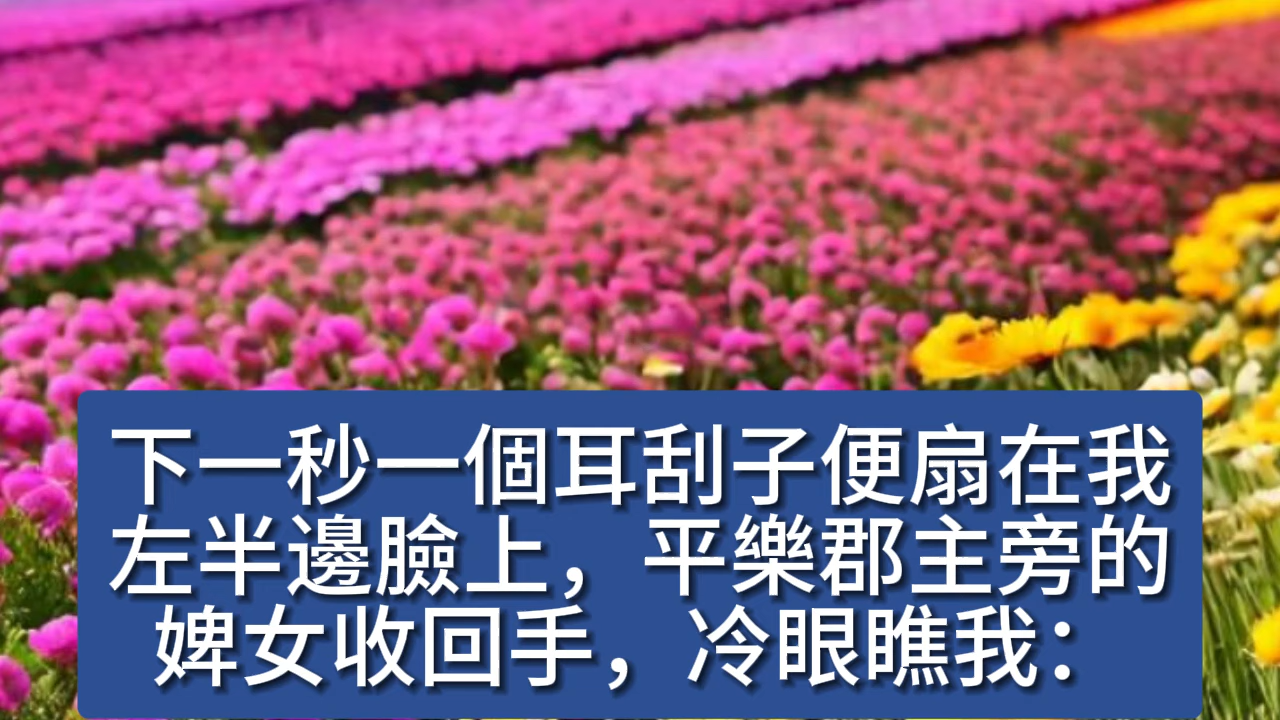 下一秒一個耳刮子便扇在我
左半邊臉上，平樂郡主旁的
婢女收回手，冷眼瞧我：